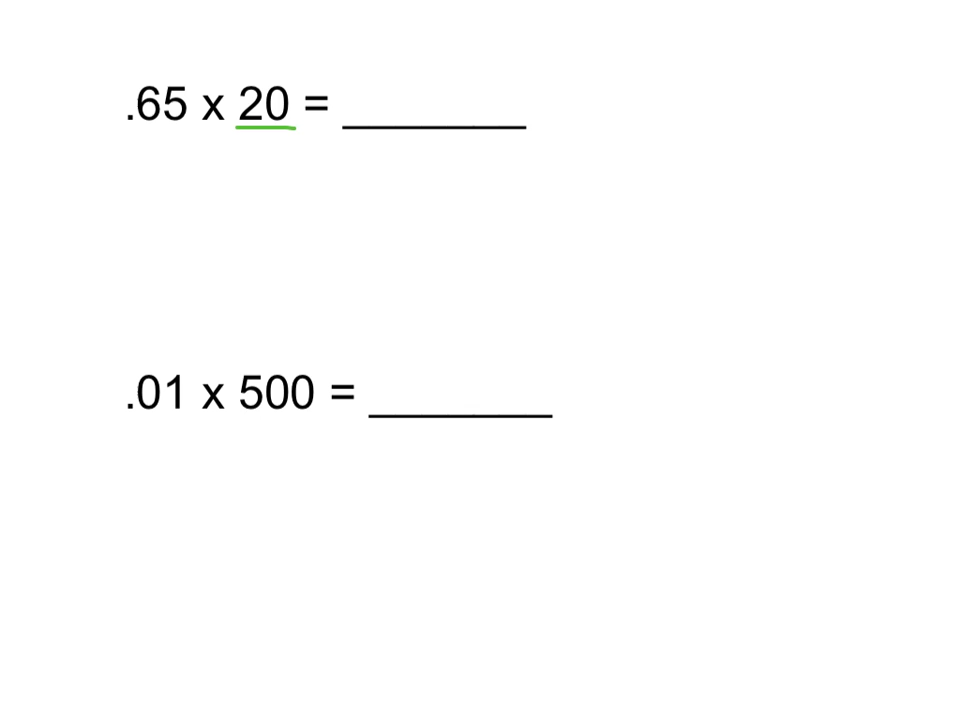 .65 x 20 = _______
.01 x 500 = _______